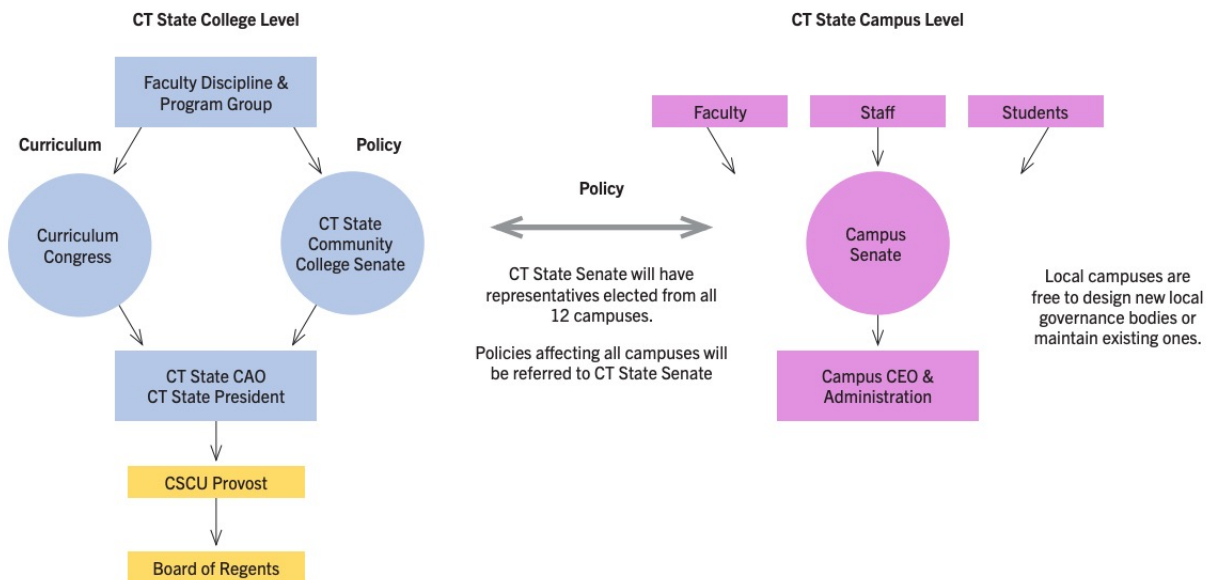 CT State College Level
Faculty Discipline &
Program Group
Curriculum
Policy
Curriculum
Congress
CT State
Community
College Senate
CT State CAO
CT State President
CSCU Provost
Board of Regents
Policy
CT State Senate will have
representatives elected from all
12 campuses.
Policies affecting all campuses will
be referred to CT State Senate
CT State Campus Level
Faculty
Staff
Students
Campus
Senate
Campus CEO &
Administration
Local campuses are
free to design new local
governance bodies or
maintain existing ones.